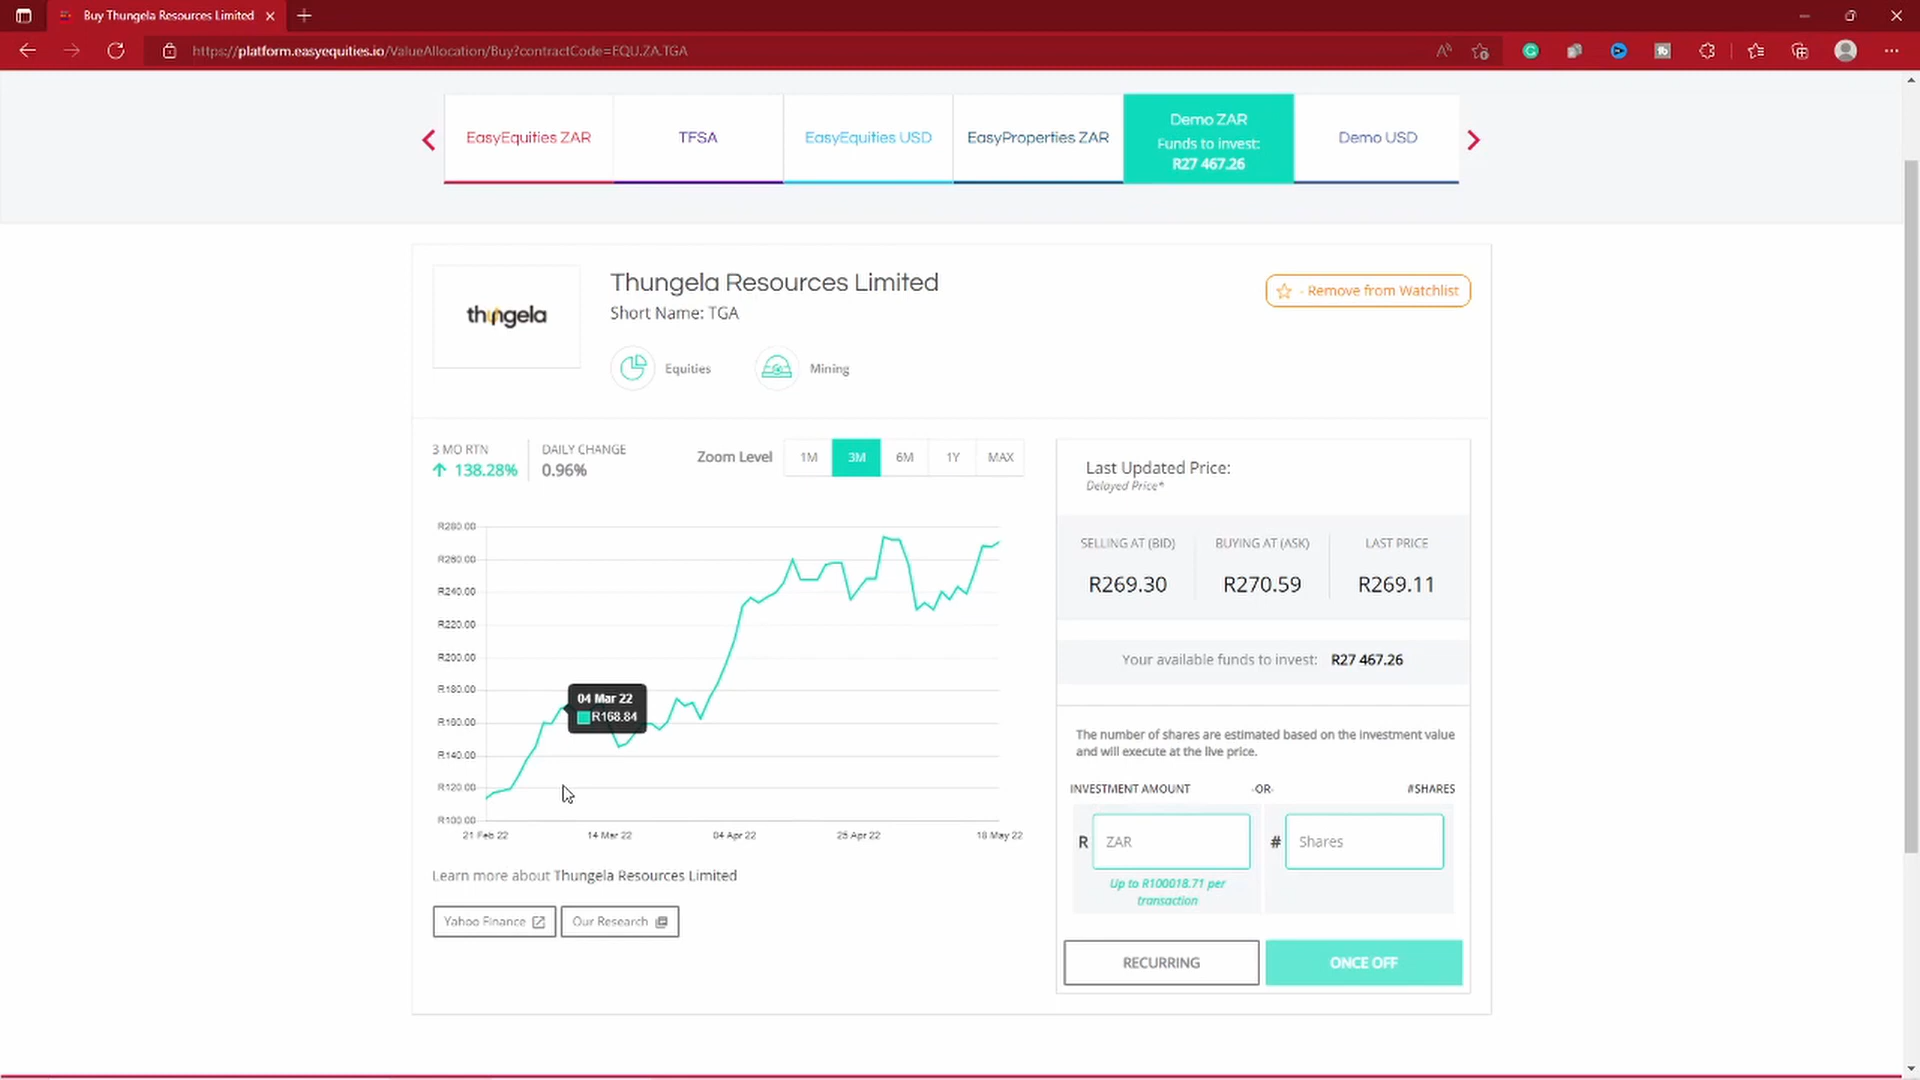 Buy Thungela Resources Limited
https://platform.easyequities.io/ValueAllocation/Buy?contractCode=EQU.ZA.TGA
EasyEquities ZAR
TFSA
EasyEquities USD
EasyProperties ZAR
Demo ZAR
Funds to invest:
R27 467.26
Demo USD
thungela
Thungela Resources Limited
Short Name: TGA
Equities
Mining
- Remove from Watchlist
3 MO RTN
138.28%
DAILY CHANGE
0.96%
Zoom Level
1M
3M
6M
1Y
MAX
R280.00
R260.00
R240.00
R220.00
R200.00
R180.00
R160.00
R140.00
R120.00
R100.00
04 Mar 22
R168.84
21 Feb 22
14 Mar 22
04 Apr 22
25 Apr 22
18 May 22
Learn more about Thungela Resources Limited
Yahoo Finance
Our Research
Last Updated Price:
Delayed Price*
SELLING AT (BID)
BUYING AT (ASK)
LAST PRICE
R269.30
R270.59
R269.11
Your available funds to invest: R27 467.26
The number of shares are estimated based on the investment value
and will execute at the live price.
INVESTMENT AMOUNT
-OR-
#SHARES
R
ZAR
#
Shares
Up to R100018.71 per
transaction
RECURRING
ONCE OFF